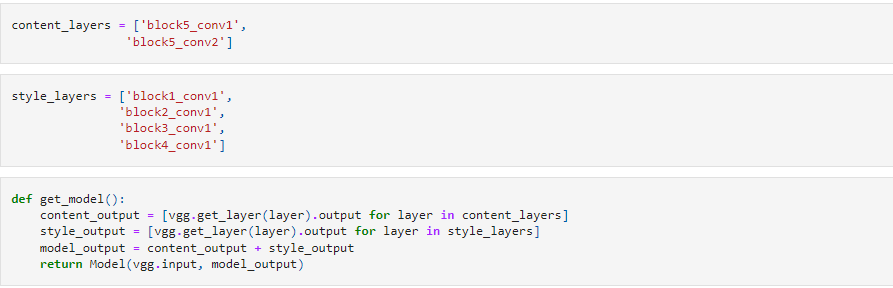 content_layers = ['block5_conv1',
                'block5_conv2']
style_layers = ['block1_conv1',
               'block2_conv1',
               'block3_conv1',
               'block4_conv1']
def get_model():
    content_output = [vgg.get_layer(layer).output for layer in content_layers]
    style_output = [vgg.get_layer(layer).output for layer in style_layers]
    model_output = content_output + style_output
    return Model(vgg.input, model_output)